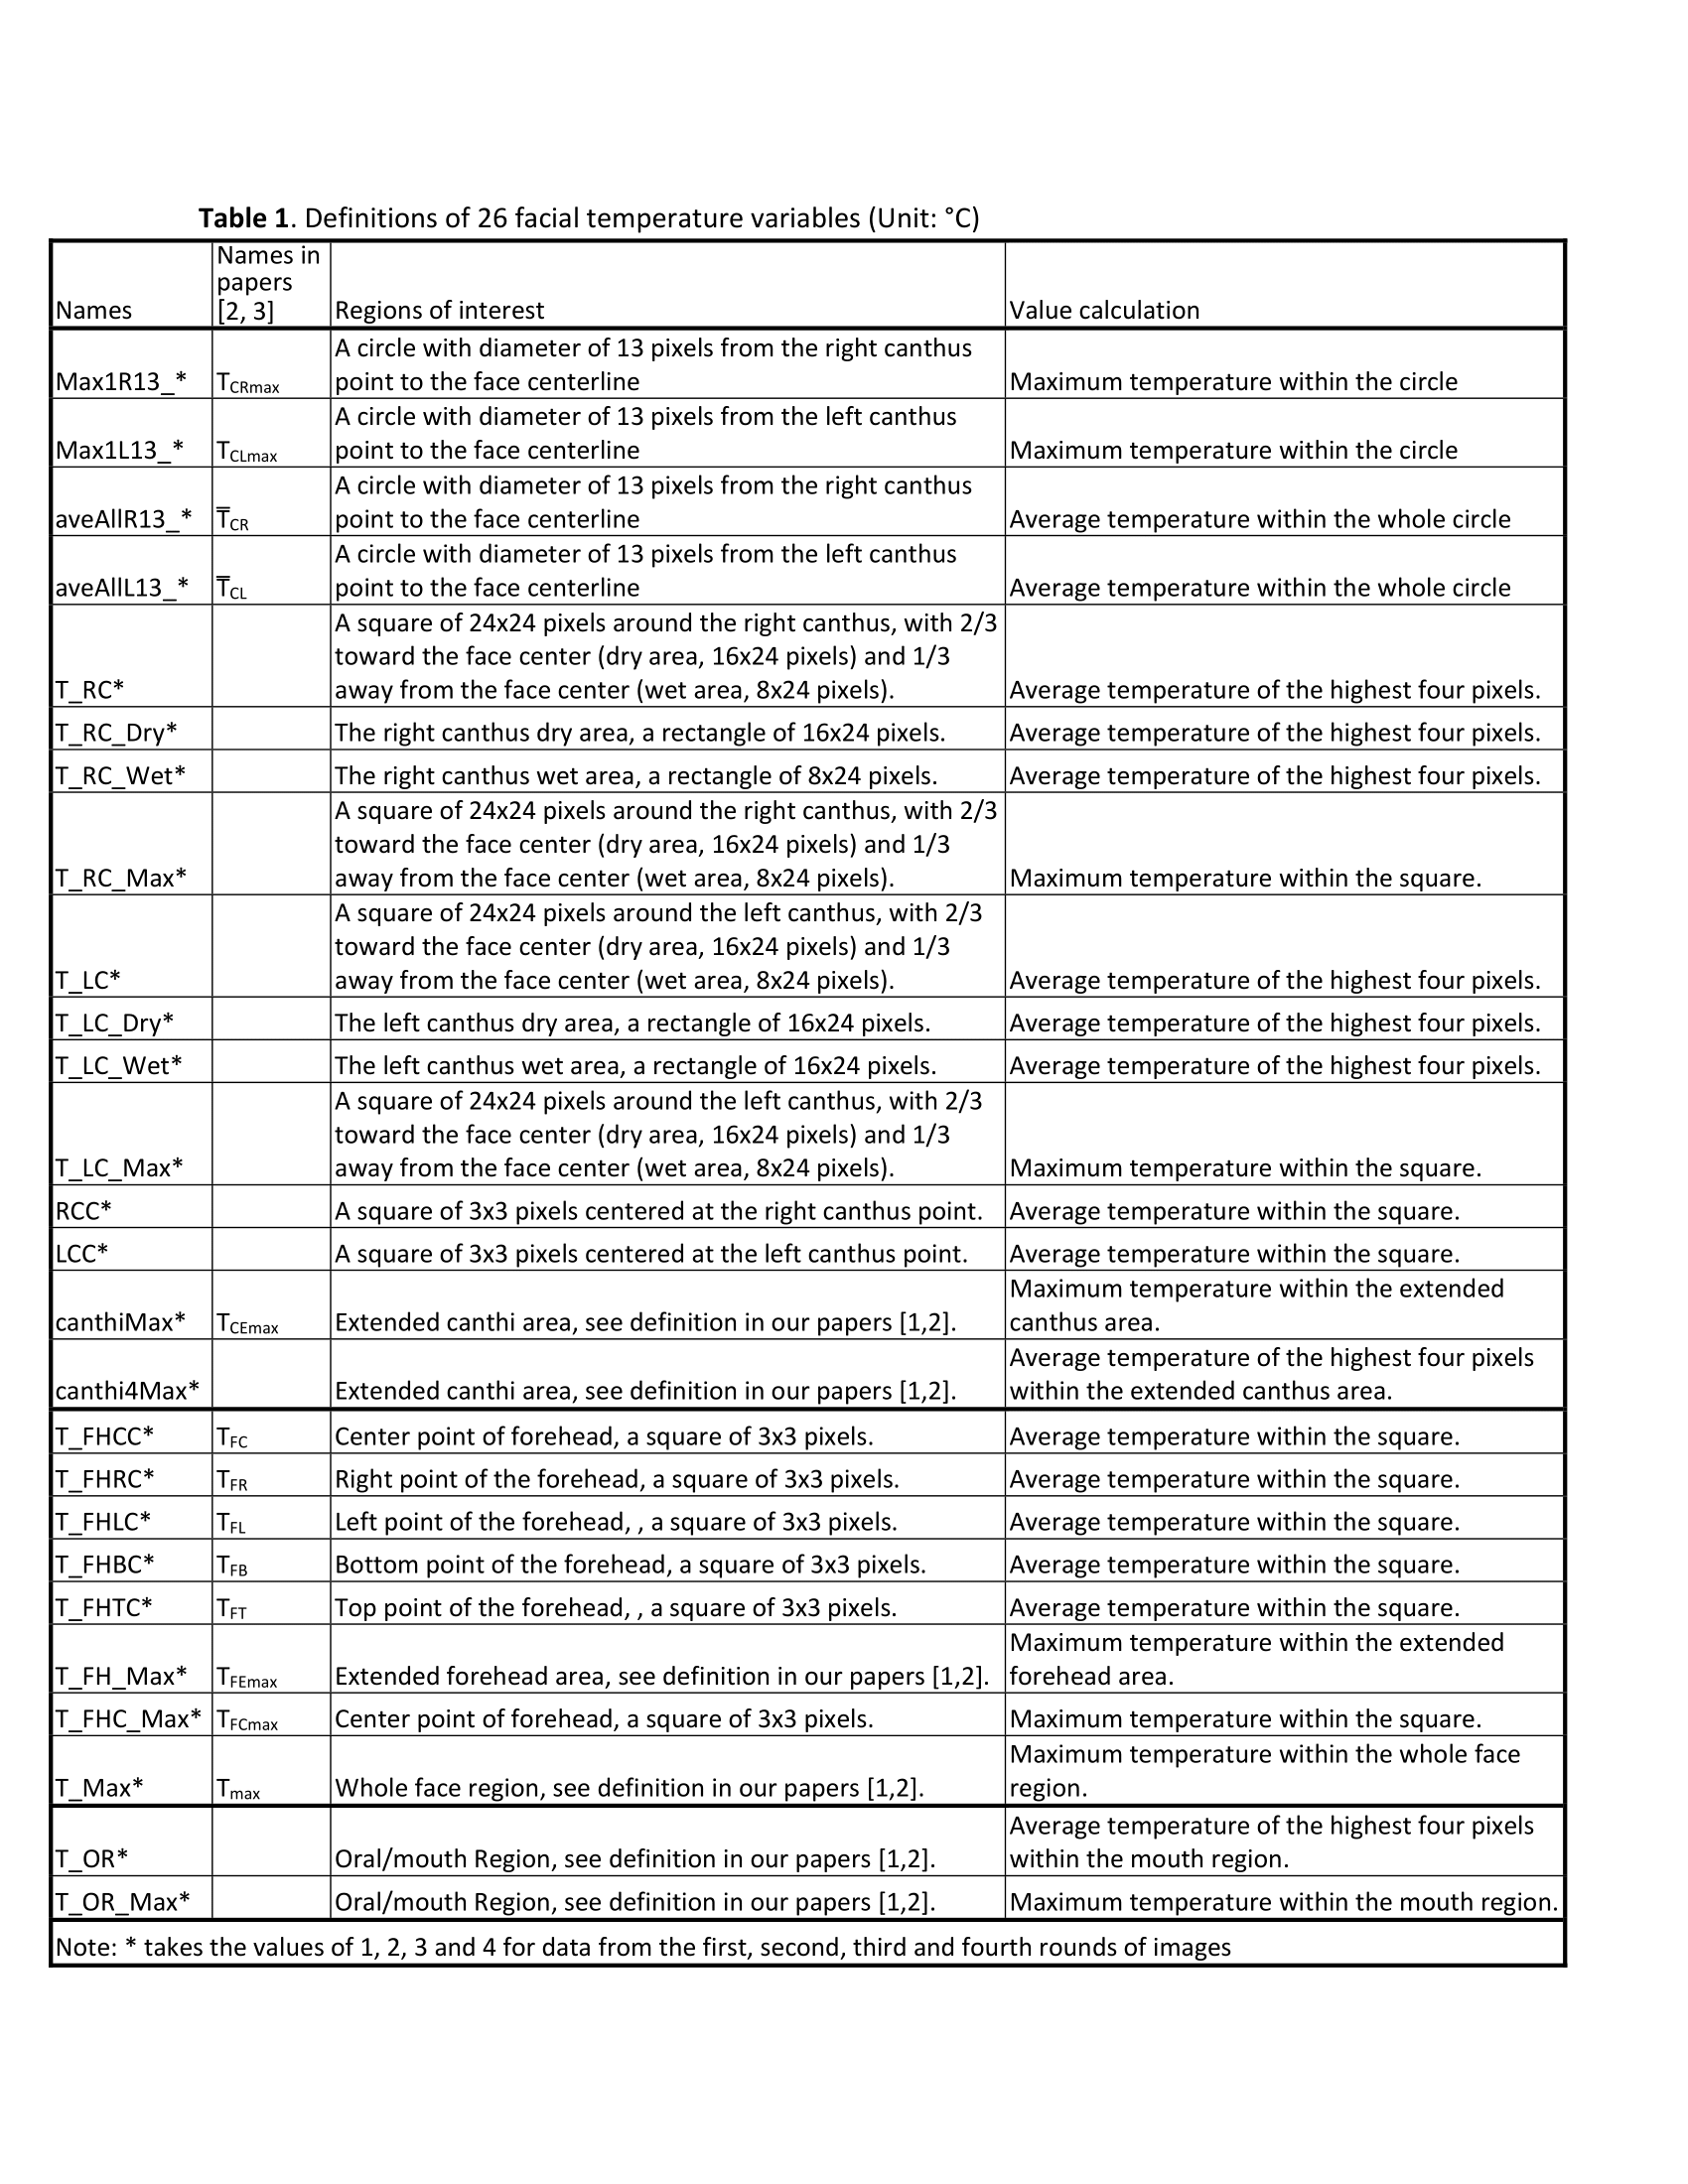 Table 1. Definitions of 26 facial temperature variables (Unit: °C)
Names
Names in
papers
[2, 3]
Regions of interest
Value calculation
Max1R13_*
TCRmax
A circle with diameter of 13 pixels from the right canthus
point to the face centerline
Maximum temperature within the circle
Max1L13_*
TCLmax
A circle with diameter of 13 pixels from the left canthus
point to the face centerline
Maximum temperature within the circle
aveAllR13_*
T̅CR
A circle with diameter of 13 pixels from the right canthus
point to the face centerline
Average temperature within the whole circle
aveAllL13_*
T̅CL
A circle with diameter of 13 pixels from the left canthus
point to the face centerline
Average temperature within the whole circle
T_RC*
A square of 24x24 pixels around the right canthus, with 2/3
toward the face center (dry area, 16x24 pixels) and 1/3
away from the face center (wet area, 8x24 pixels).
Average temperature of the highest four pixels.
T_RC_Dry*
The right canthus dry area, a rectangle of 16x24 pixels.
Average temperature of the highest four pixels.
T_RC_Wet*
The right canthus wet area, a rectangle of 8x24 pixels.
Average temperature of the highest four pixels.
T_RC_Max*
A square of 24x24 pixels around the right canthus, with 2/3
toward the face center (dry area, 16x24 pixels) and 1/3
away from the face center (wet area, 8x24 pixels).
Maximum temperature within the square.
T_LC*
A square of 24x24 pixels around the left canthus, with 2/3
toward the face center (dry area, 16x24 pixels) and 1/3
away from the face center (wet area, 8x24 pixels).
Average temperature of the highest four pixels.
T_LC_Dry*
The left canthus dry area, a rectangle of 16x24 pixels.
Average temperature of the highest four pixels.
T_LC_Wet*
The left canthus wet area, a rectangle of 16x24 pixels.
Average temperature of the highest four pixels.
T_LC_Max*
A square of 24x24 pixels around the left canthus, with 2/3
toward the face center (dry area, 16x24 pixels) and 1/3
away from the face center (wet area, 8x24 pixels).
Maximum temperature within the square.
RCC*
A square of 3x3 pixels centered at the right canthus point.
Average temperature within the square.
LCC*
A square of 3x3 pixels centered at the left canthus point.
Average temperature within the square.
canthiMax*
TCEmax
Extended canthi area, see definition in our papers [1,2].
Maximum temperature within the extended
canthus area.
canthi4Max*
Extended canthi area, see definition in our papers [1,2].
Average temperature of the highest four pixels
within the extended canthus area.
T_FHCC*
TFC
Center point of forehead, a square of 3x3 pixels.
Average temperature within the square.
T_FHRC*
TFR
Right point of the forehead, a square of 3x3 pixels.
Average temperature within the square.
T_FHLC*
TFL
Left point of the forehead, , a square of 3x3 pixels.
Average temperature within the square.
T_FHBC*
TFB
Bottom point of the forehead, a square of 3x3 pixels.
Average temperature within the square.
T_FHTC*
TFT
Top point of the forehead, , a square of 3x3 pixels.
Average temperature within the square.
T_FH_Max*
TFEmax
Extended forehead area, see definition in our papers [1,2].
Maximum temperature within the extended
forehead area.
T_FHC_Max*
TFCmax
Center point of forehead, a square of 3x3 pixels.
Maximum temperature within the square.
T_Max*
Tmax
Whole face region, see definition in our papers [1,2].
Maximum temperature within the whole face
region.
T_OR*
Oral/mouth Region, see definition in our papers [1,2].
Average temperature of the highest four pixels
within the mouth region.
T_OR_Max*
Oral/mouth Region, see definition in our papers [1,2].
Maximum temperature within the mouth region.
Note: * takes the values of 1, 2, 3 and 4 for data from the first, second, third and fourth rounds of images